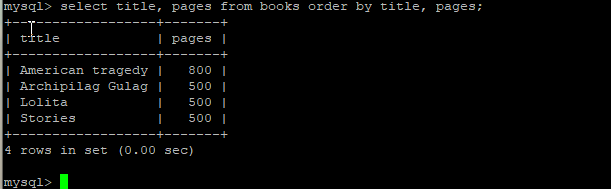 mysql> select title, pages from books order by title, pages;
+------------------+-------+
| title            | pages |
+------------------+-------+
| American tragedy |   800 |
| Archipilag Gulag |   500 |
| Lolita           |   500 |
| Stories          |   500 |
+------------------+-------+
4 rows in set (0.00 sec)
mysql>